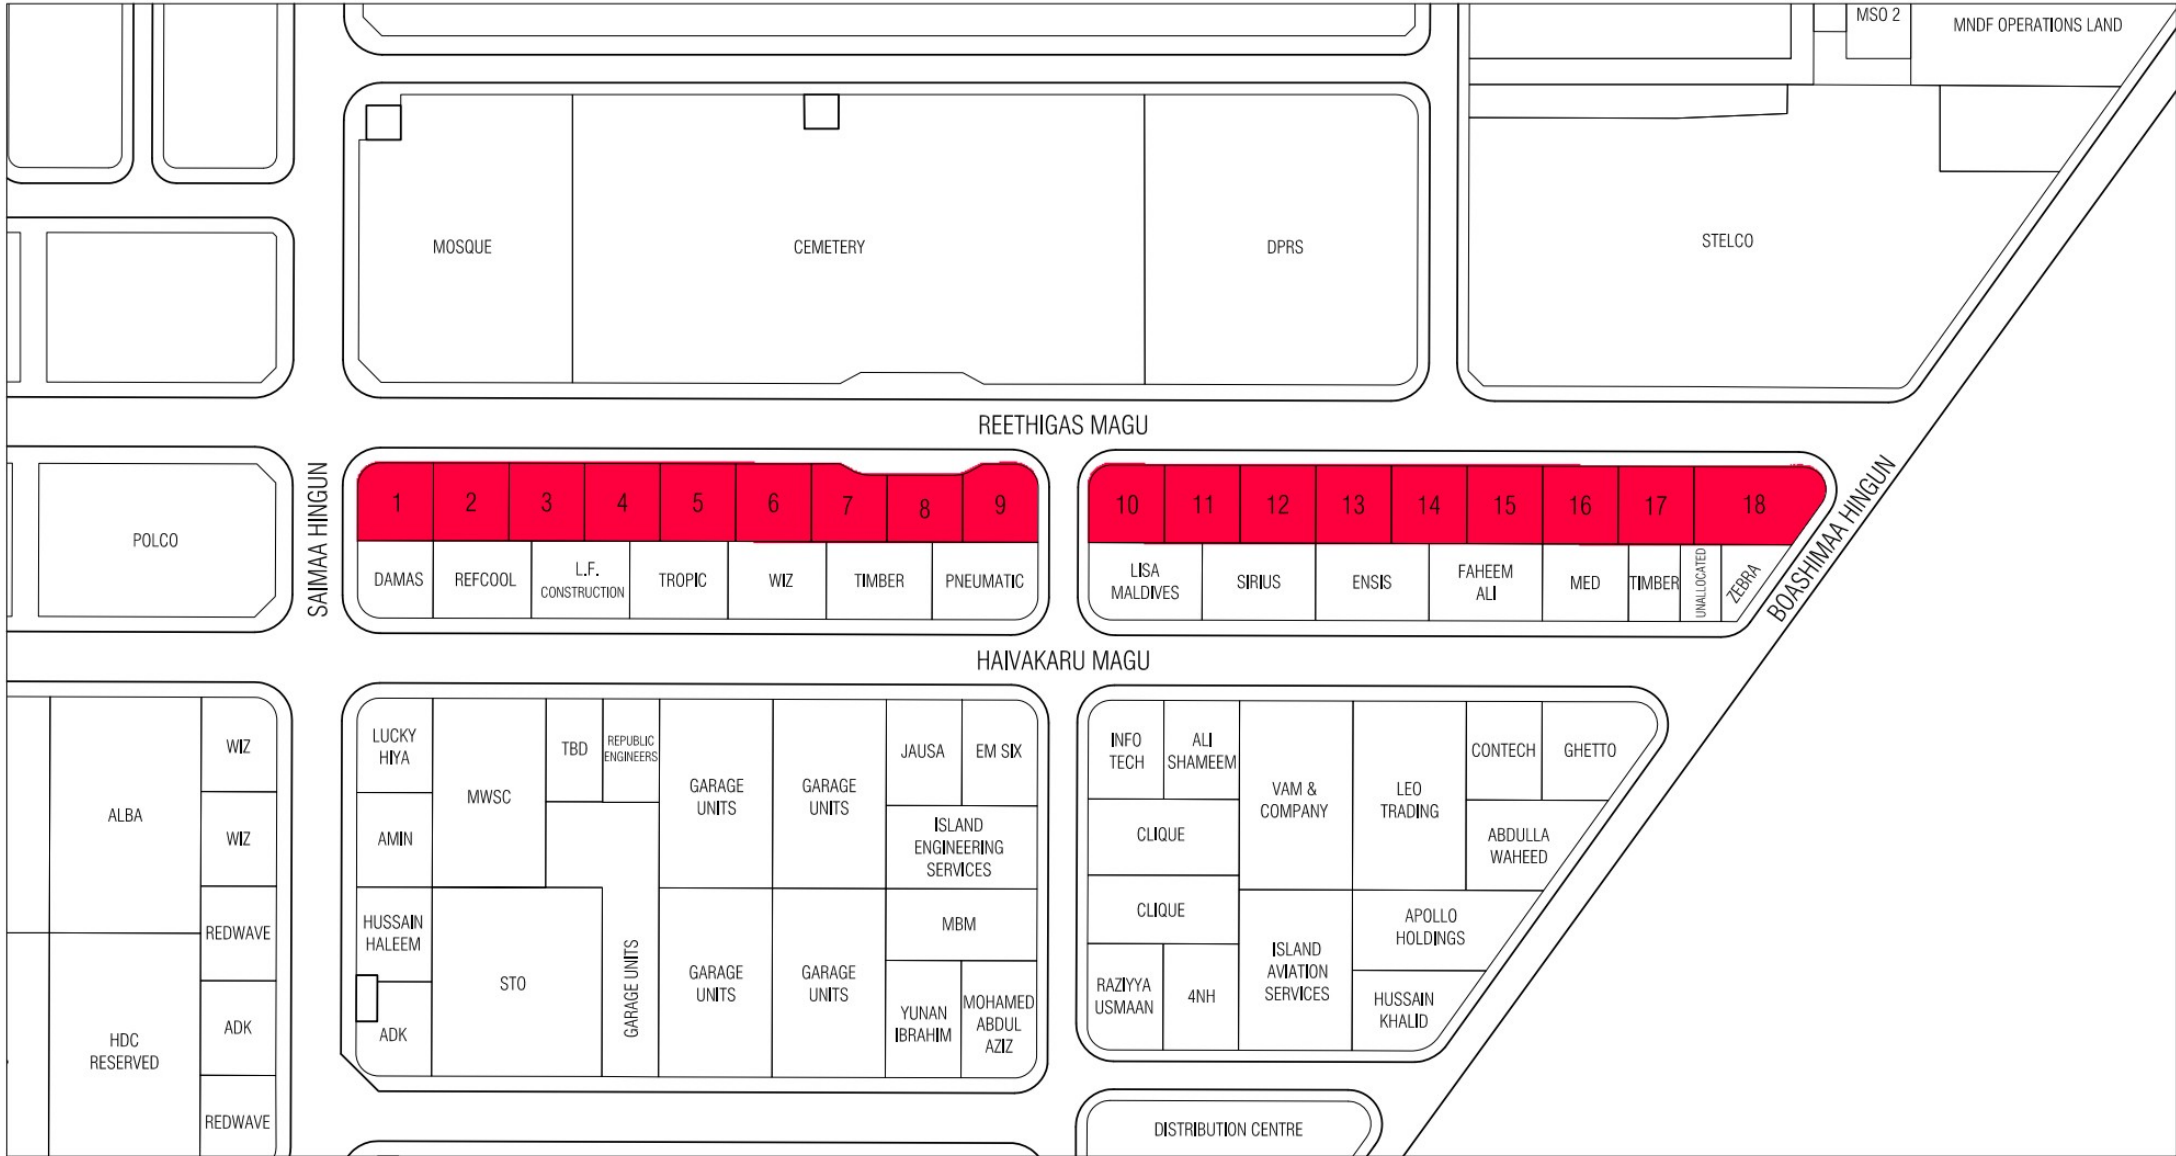 MSO 2
MNDF OPERATIONS LAND
MOSQUE
CEMETERY
DPRS
STELCO
REETHIGAS MAGU
POLCO
SAIMAA HINGUN
1
2
3
4
5
6
7
8
9
10
11
12
13
14
15
16
17
18
BOASHIMAA HINGUN
DAMAS
REFCOOL
L.F.
CONSTRUCTION
TROPIC
WIZ
TIMBER
PNEUMATIC
LISA
MALDIVES
SIRIUS
ENSIS
FAHEEM
ALI
MED
TIMBER
UNALLOCATED
ZEBRA
HAIVAKARU MAGU
ALBA
WIZ
WIZ
REDWAVE
HDC
RESERVED
ADK
REDWAVE
LUCKY
HIYA
AMIN
HUSSAIN
HALEEM
ADK
MWSC
TBD
REPUBLIC
ENGINEERS
STO
GARAGE UNITS
GARAGE
UNITS
GARAGE
UNITS
GARAGE
UNITS
GARAGE
UNITS
JAUSA
EM SIX
ISLAND
ENGINEERING
SERVICES
MBM
YUNAN
IBRAHIM
MOHAMED
ABDUL
AZIZ
INFO
TECH
ALI
SHAMEEM
CLIQUE
CLIQUE
RAZIYYA
USMAAN
4NH
VAM &
COMPANY
LEO
TRADING
CONTECH
GHETTO
ABDULLA
WAHEED
ISLAND
AVIATION
SERVICES
APOLLO
HOLDINGS
HUSSAIN
KHALID
DISTRIBUTION CENTRE